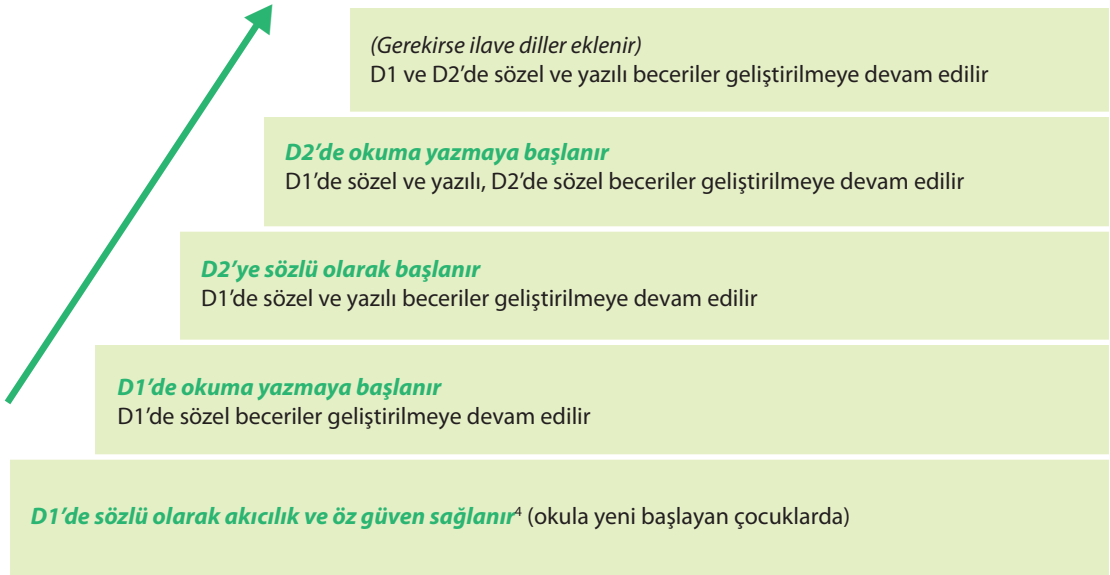 (Gerekirse ilave diller eklenir)
D1 ve D2’de sözel ve yazılı beceriler geliştirilmeye devam edilir
D2’de okuma yazmaya başlanır
D1’de sözel ve yazılı, D2’de sözel beceriler geliştirilmeye devam edilir
D2’ye sözlü olarak başlanır
D1’de sözel ve yazılı beceriler geliştirilmeye devam edilir
D1’de okuma yazmaya başlanır
D1’de sözel beceriler geliştirilmeye devam edilir
D1’de sözlü olarak akıcılık ve öz güven sağlanır⁴ (okula yeni başlayan çocuklarda)